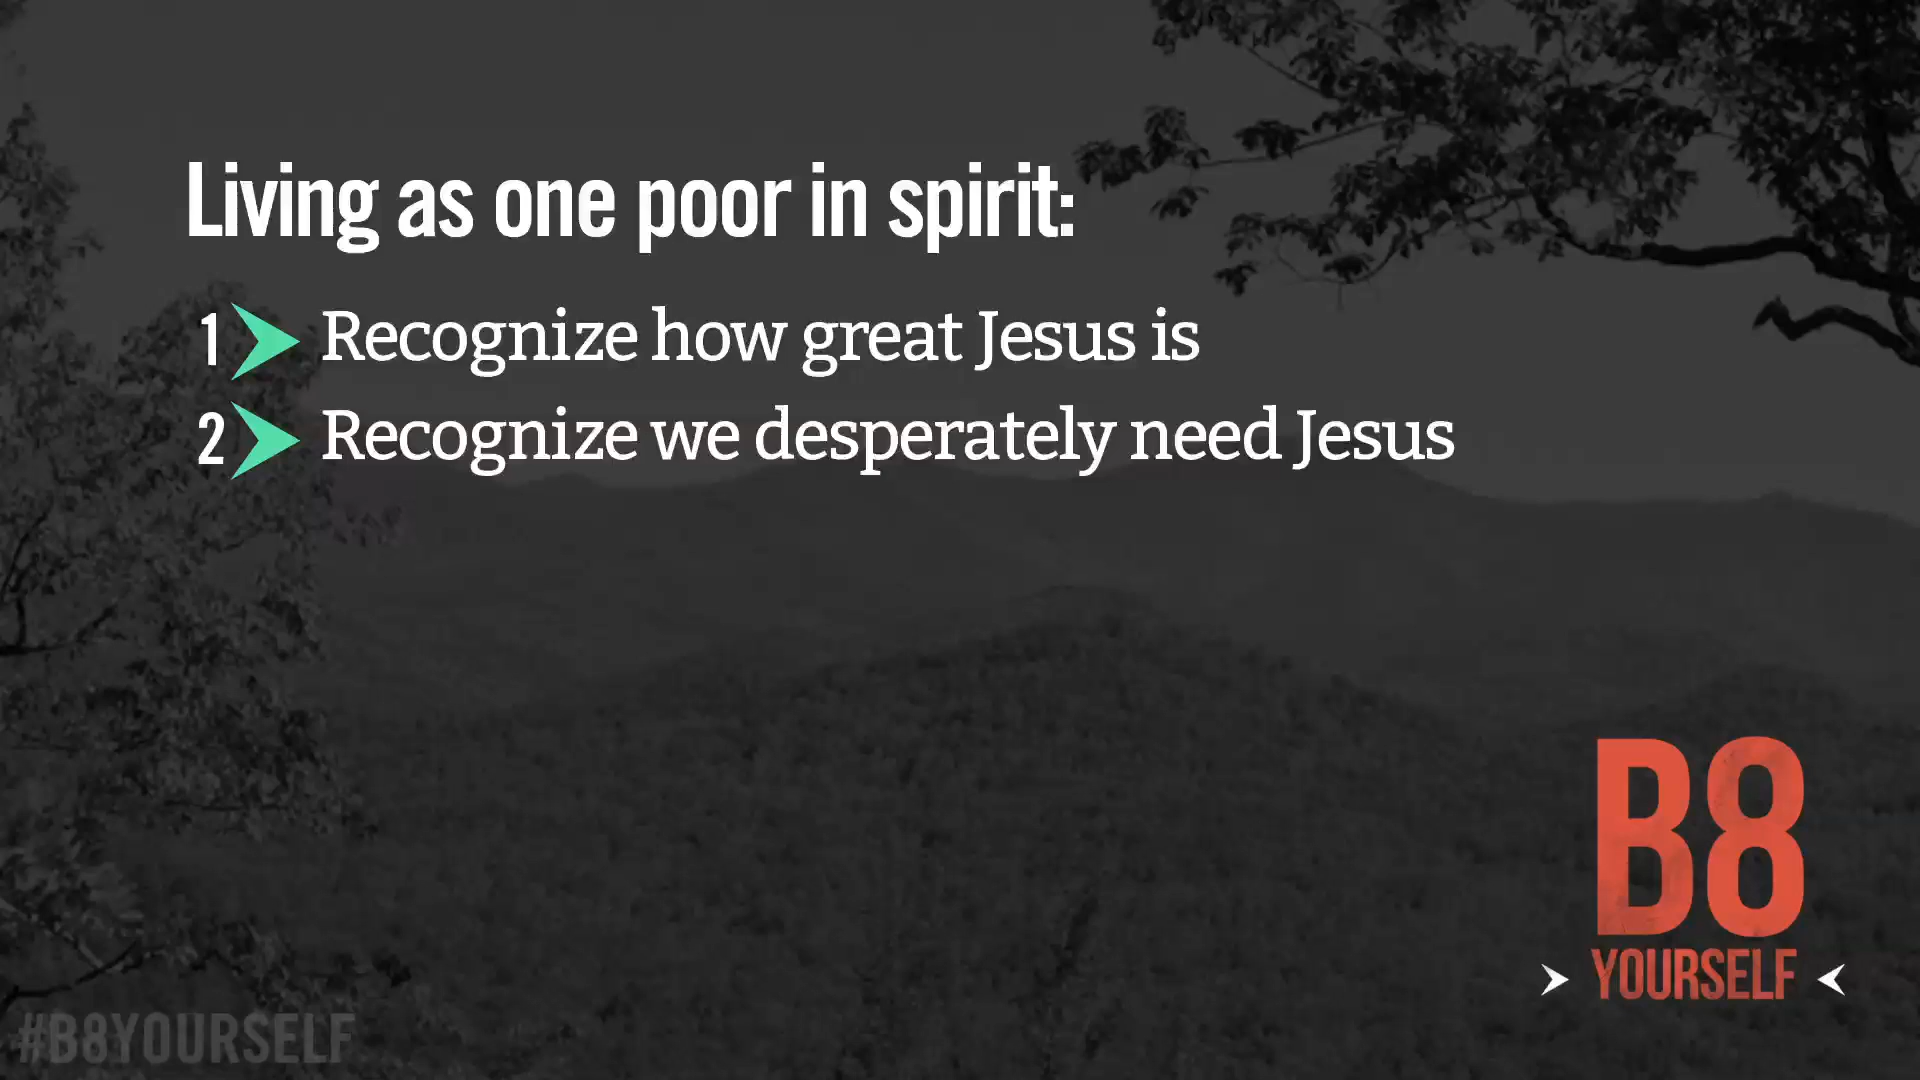 Living as one poor in spirit:
1 Recognize how great Jesus is
2 Recognize we desperately need Jesus
B8
YOURSELF
#B8YOURSELF